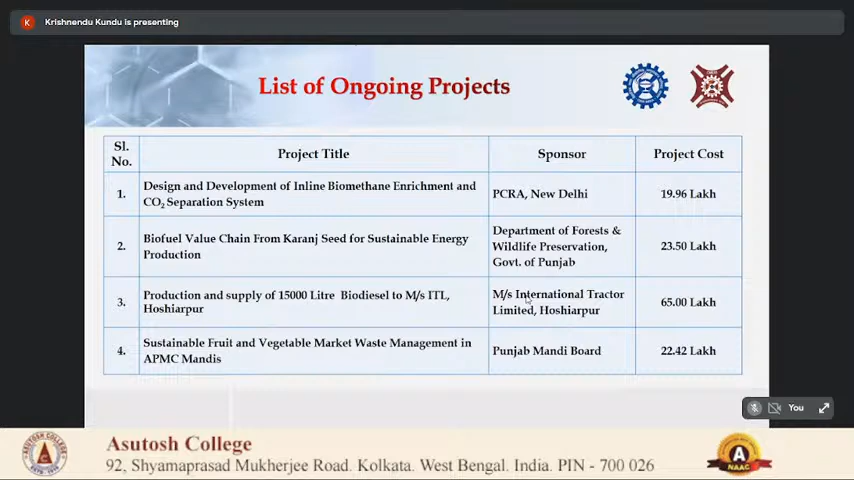 K Krishnendu Kundu is presenting
List of Ongoing Projects
Sl. No. Project Title Sponsor Project Cost
1. Design and Development of Inline Biomethane Enrichment and
CO₂ Separation System
PCRA, New Delhi
19.96 Lakh
2. Biofuel Value Chain From Karanj Seed for Sustainable Energy
Production
Department of Forests &
Wildlife Preservation,
Govt. of Punjab
23.50 Lakh
3. Production and supply of 15000 Litre Biodiesel to M/s ITL,
Hoshiarpur
M/s International Tractor
Limited, Hoshiarpur
65.00 Lakh
4. Sustainable Fruit and Vegetable Market Waste Management in
APMC Mandis
Punjab Mandi Board
22.42 Lakh
You
Asutosh College
92, Shyamaprasad Mukherjee Road. Kolkata. West Bengal. India. PIN - 700 026
A
NAAC